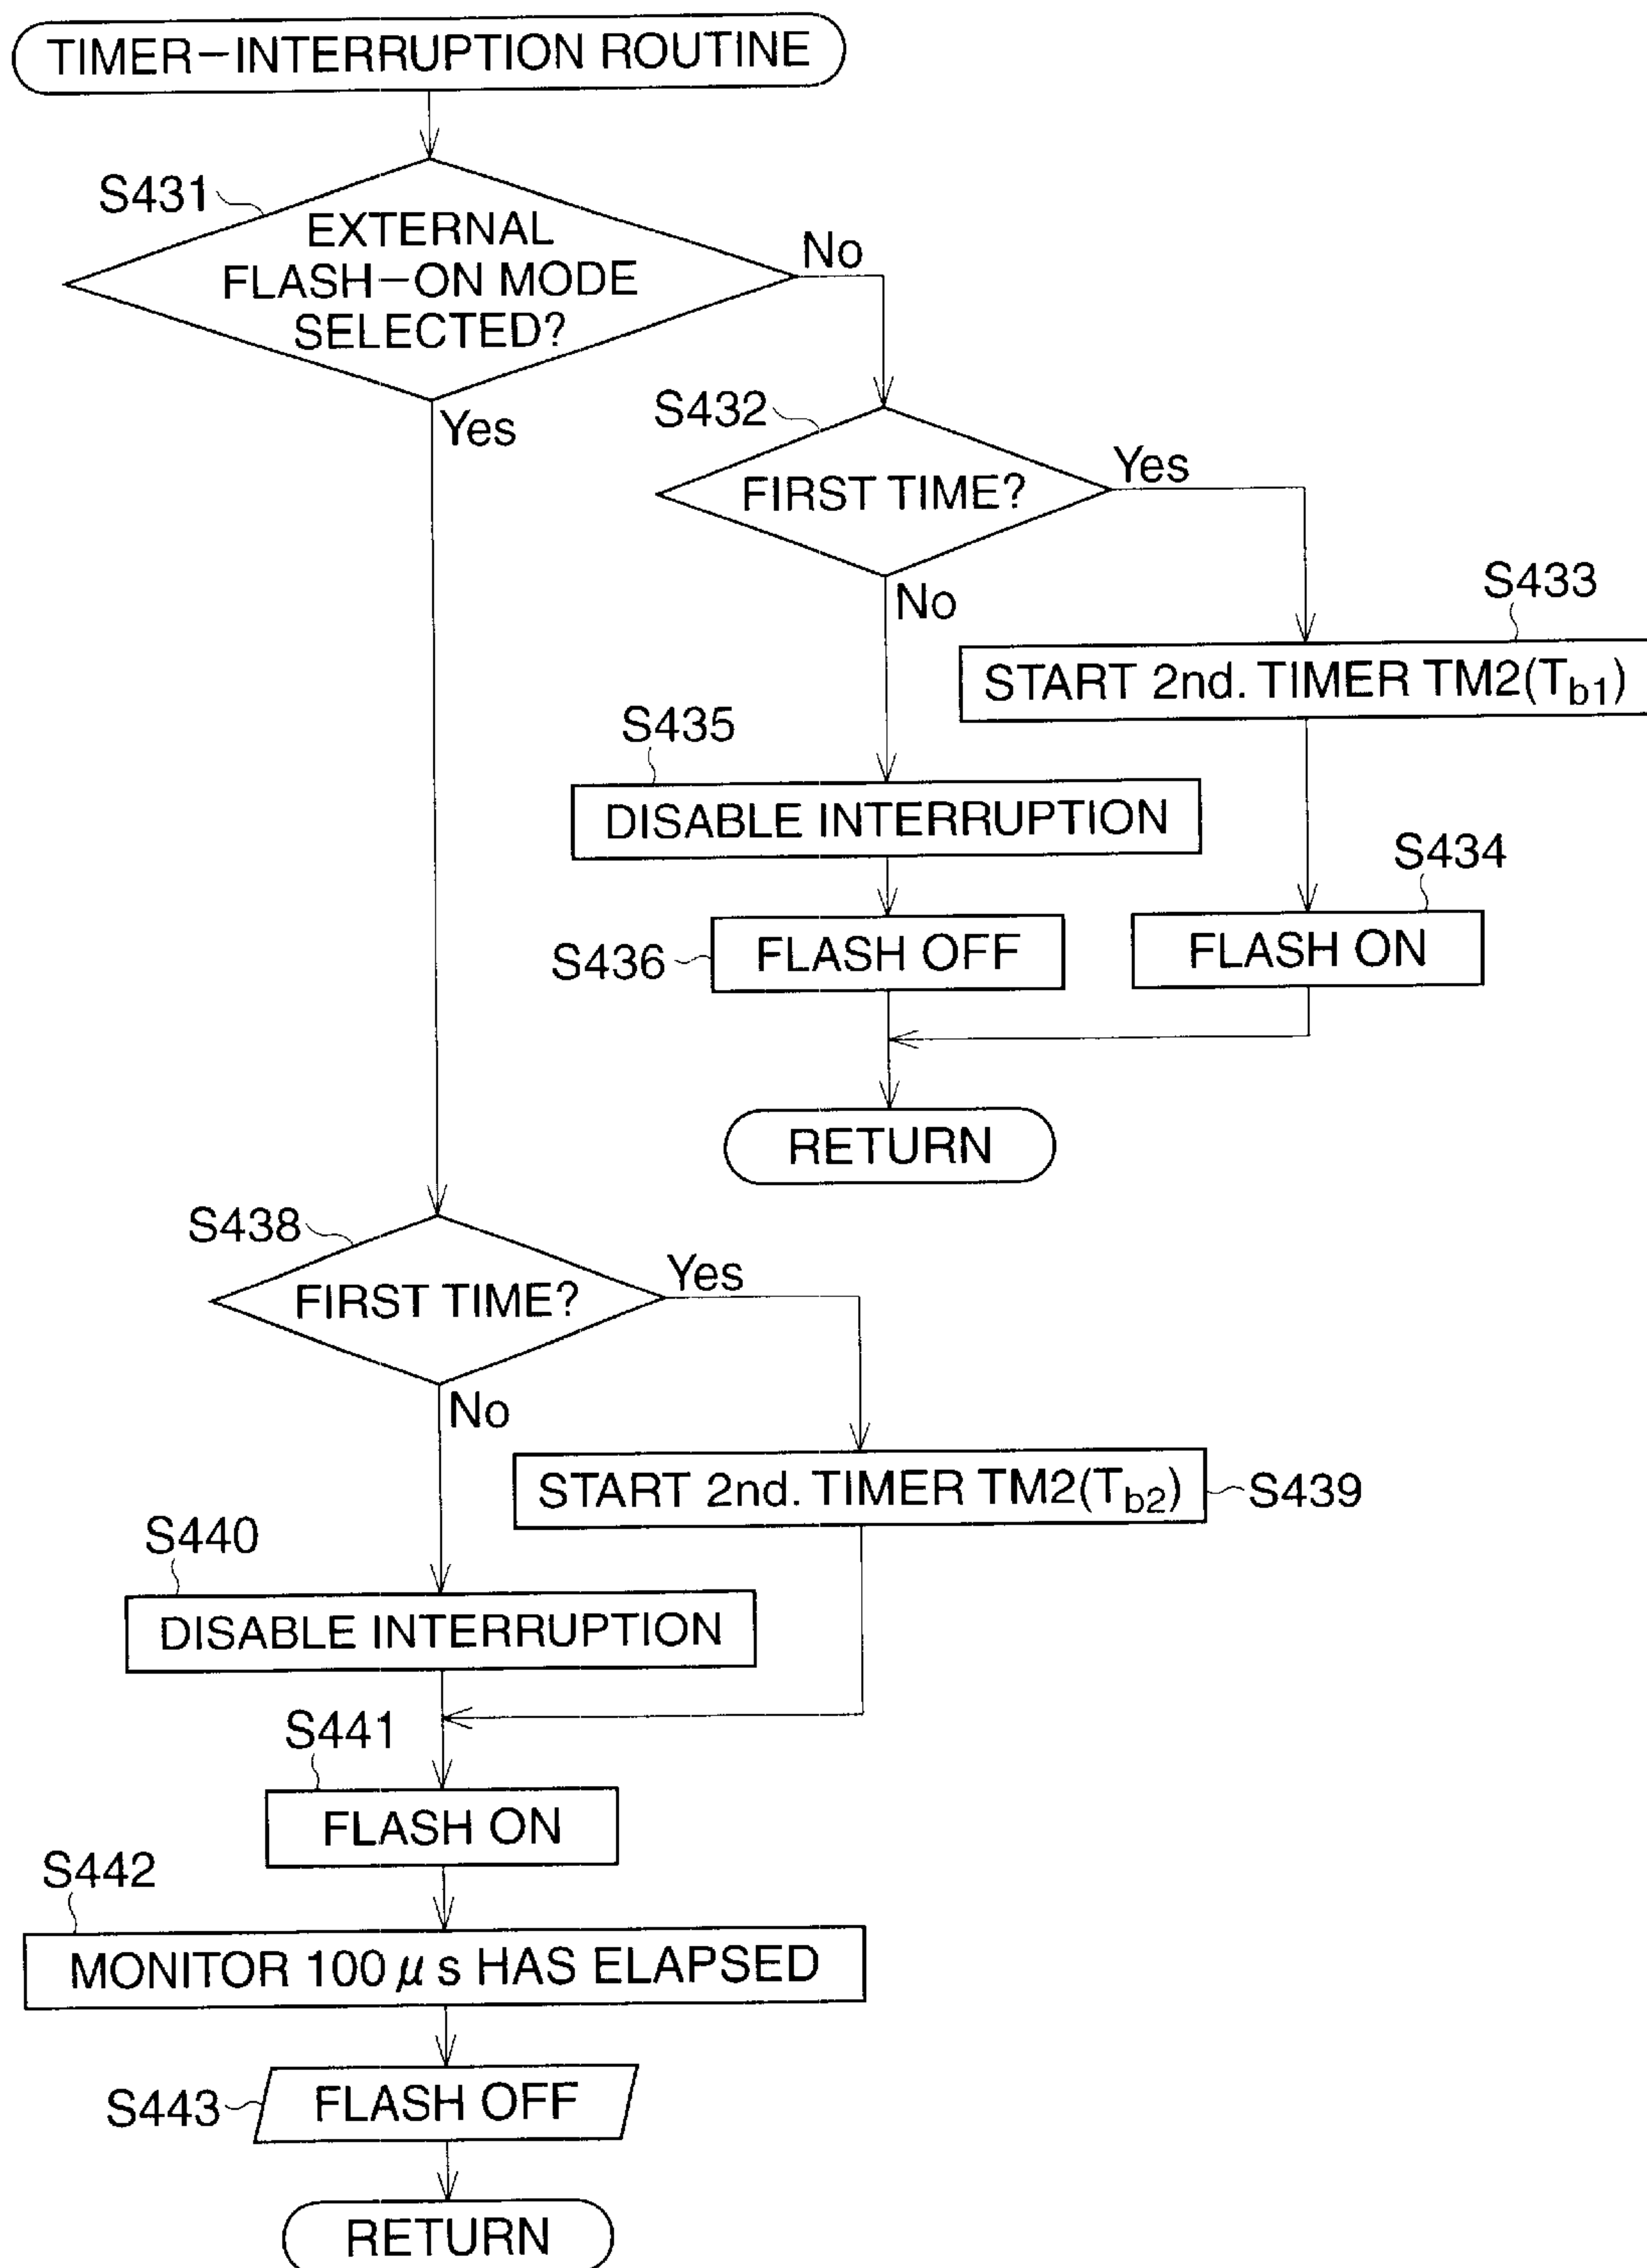 TIMER-INTERRUPTION ROUTINE
S431
EXTERNAL
FLASH-ON MODE
SELECTED?
No
Yes
S432
FIRST TIME?
Yes
No
S433
START 2nd. TIMER TM2(Tb1)
S435
DISABLE INTERRUPTION
S434
FLASH ON
S436
FLASH OFF
RETURN
S438
FIRST TIME?
Yes
No
START 2nd. TIMER TM2(Tb2)
S439
S440
DISABLE INTERRUPTION
S441
FLASH ON
S442
MONITOR 100 μs HAS ELAPSED
S443
FLASH OFF
RETURN